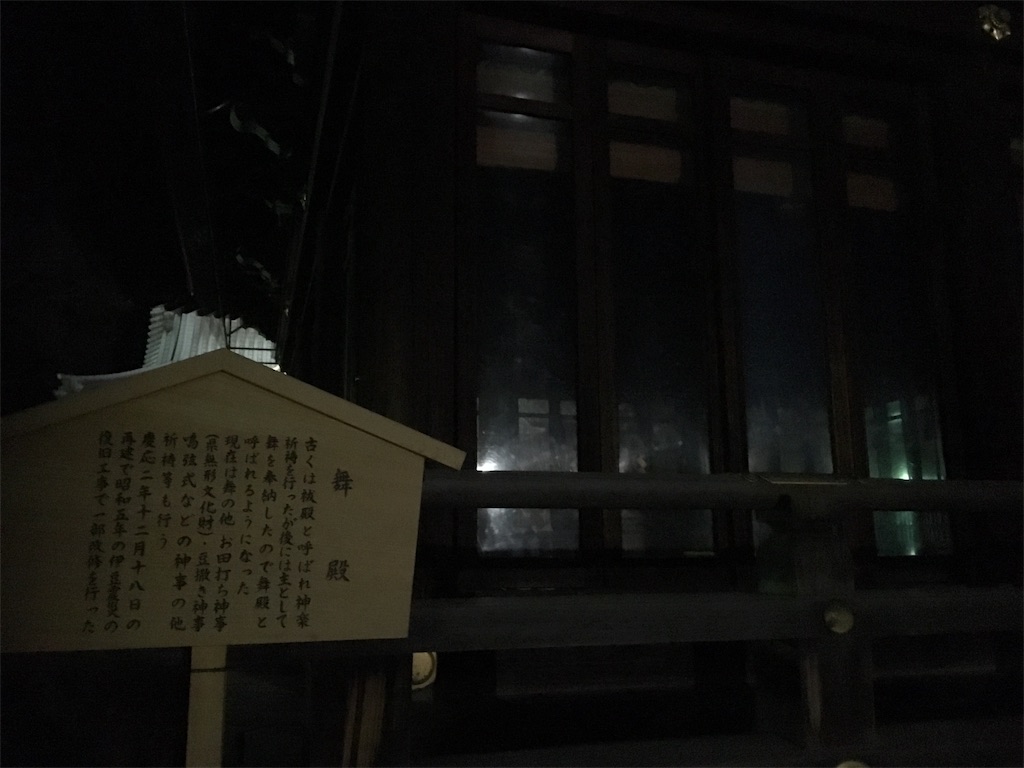 舞殿
古くは祓殿と呼ばれ神楽
祈祷を行ったが後には主として
舞を奉納したので舞殿と
呼ばれるようになった
現在は舞の他 お田打ち神事
(県無形文化財)・豆撒き神事
鳴弦式などの神事の他
祈祷等も行う
慶応二年十二月十八日の
再建で昭和五年の伊豆震災の
復旧工事で一部改修を行った